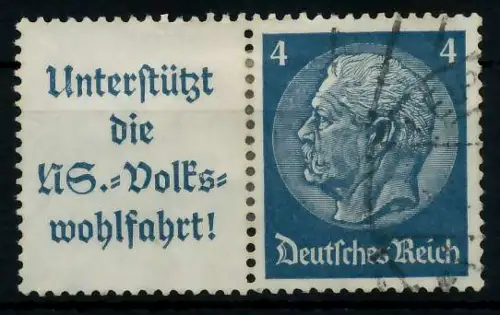 Unterstützt
die
NS.=Volks=
wohlfahrt!
4 4
Deutsches Reich